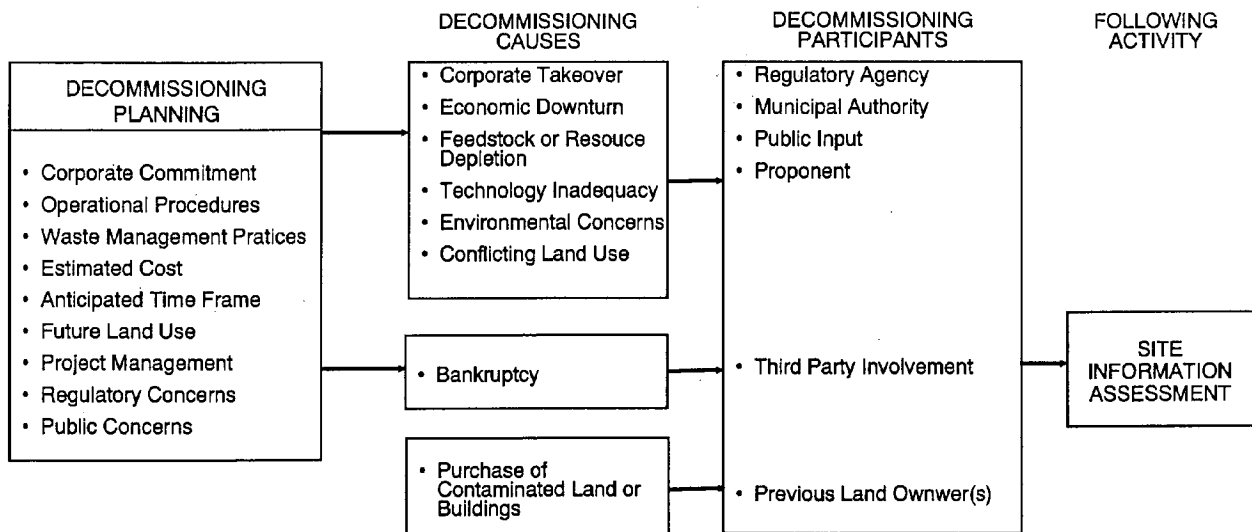 DECOMMISSIONING
PLANNING
• Corporate Commitment
• Operational Procedures
• Waste Management Pratices
• Estimated Cost
• Anticipated Time Frame
• Future Land Use
• Project Management
• Regulatory Concerns
• Public Concerns
DECOMMISSIONING
CAUSES
• Corporate Takeover
• Economic Downturn
• Feedstock or Resouce
Depletion
• Technology Inadequacy
• Environmental Concerns
• Conflicting Land Use
• Bankruptcy
• Purchase of
Contaminated Land or
Buildings
DECOMMISSIONING
PARTICIPANTS
• Regulatory Agency
• Municipal Authority
• Public Input
• Proponent
• Third Party Involvement
• Previous Land Ownwer(s)
FOLLOWING
ACTIVITY
SITE
INFORMATION
ASSESSMENT